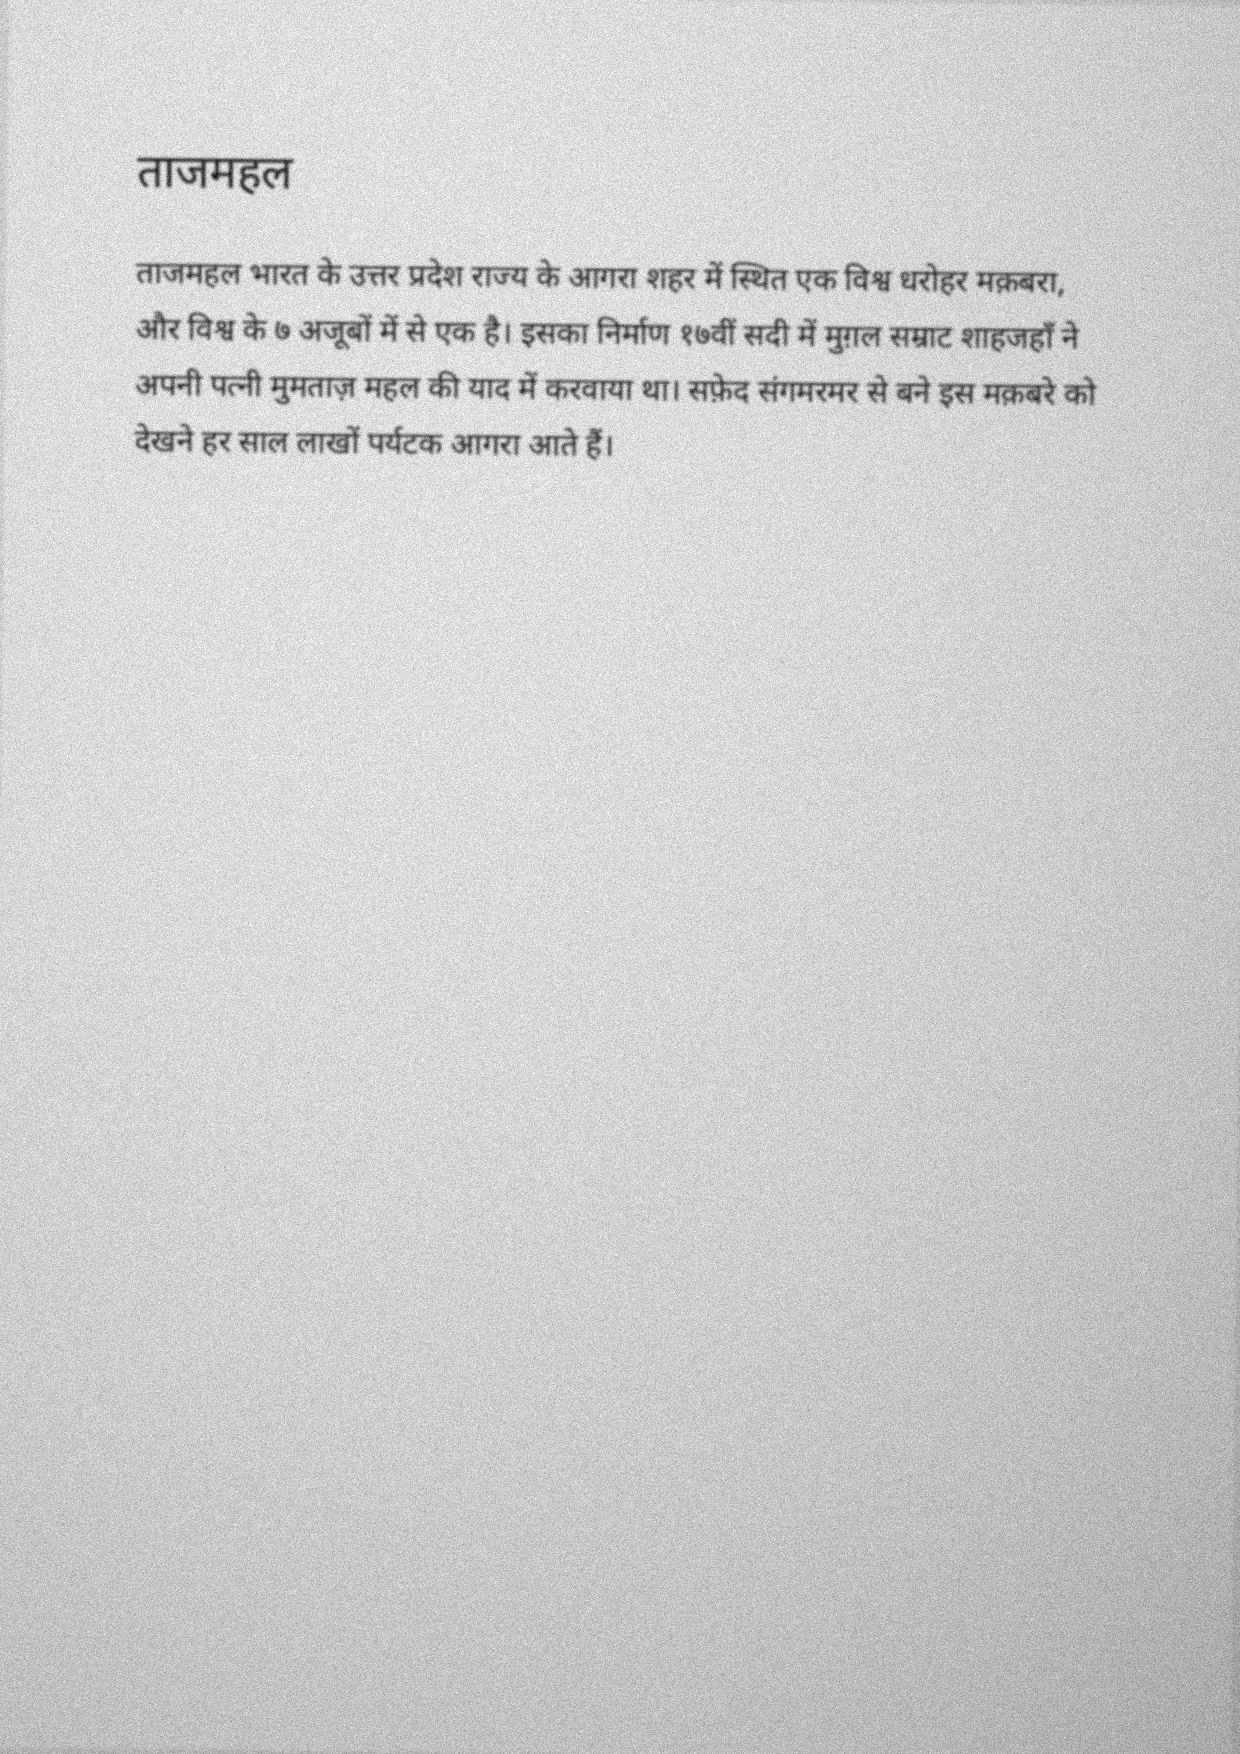 ताजमहल
ताजमहल भारत के उत्तर प्रदेश राज्य के आगरा शहर में स्थित एक विश्व धरोहर मक़बरा,
और विश्व के ७ अजूबों में से एक है। इसका निर्माण १७वीं सदी में मुग़ल सम्राट शाहजहाँ ने
अपनी पत्नी मुमताज़ महल की याद में करवाया था। सफ़ेद संगमरमर से बने इस मक़बरे को
देखने हर साल लाखों पर्यटक आगरा आते हैं।